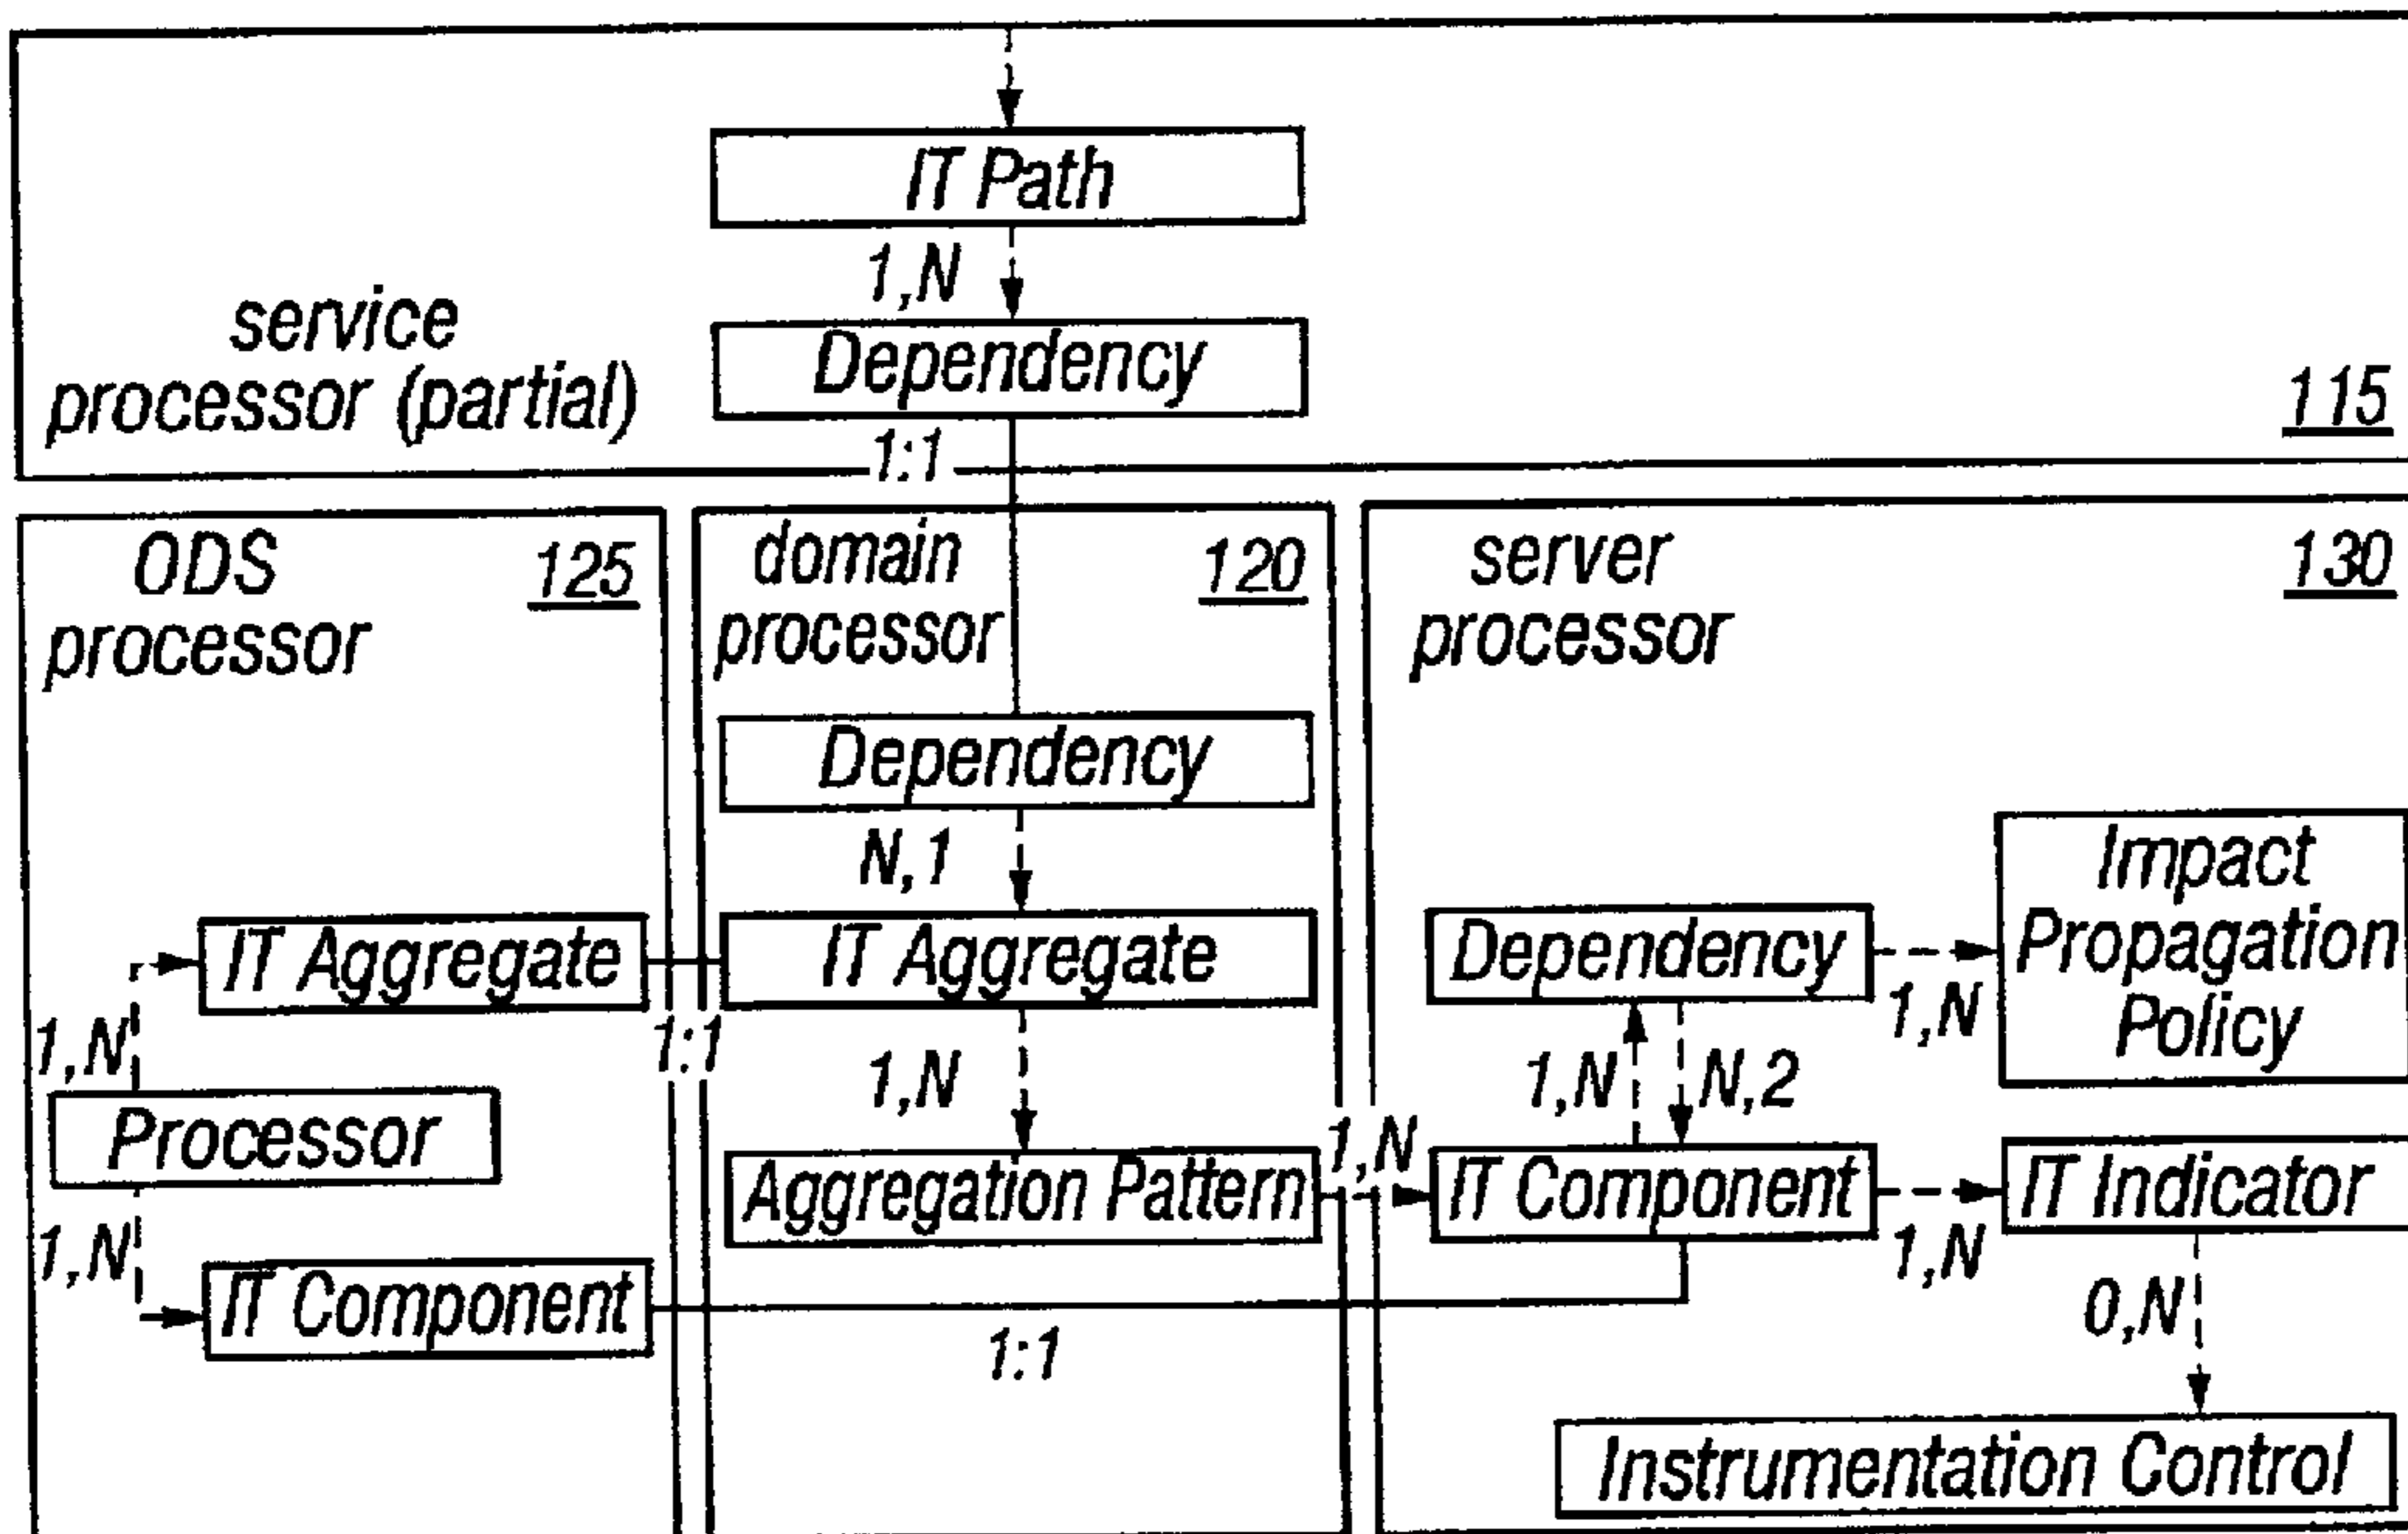 IT Path
1,N
service
processor (partial)
Dependency
115
1:1
ODS
processor
125
domain
processor
120
server
processor
130
Dependency
N,1
IT Aggregate
IT Aggregate
1:1
1,N
Processor
1,N
IT Component
1:1
1,N
Aggregation Pattern
1,N
Dependency
1,N
Impact
Propagation
Policy
1,N
N,2
IT Component
1,N
IT Indicator
0,N
Instrumentation Control